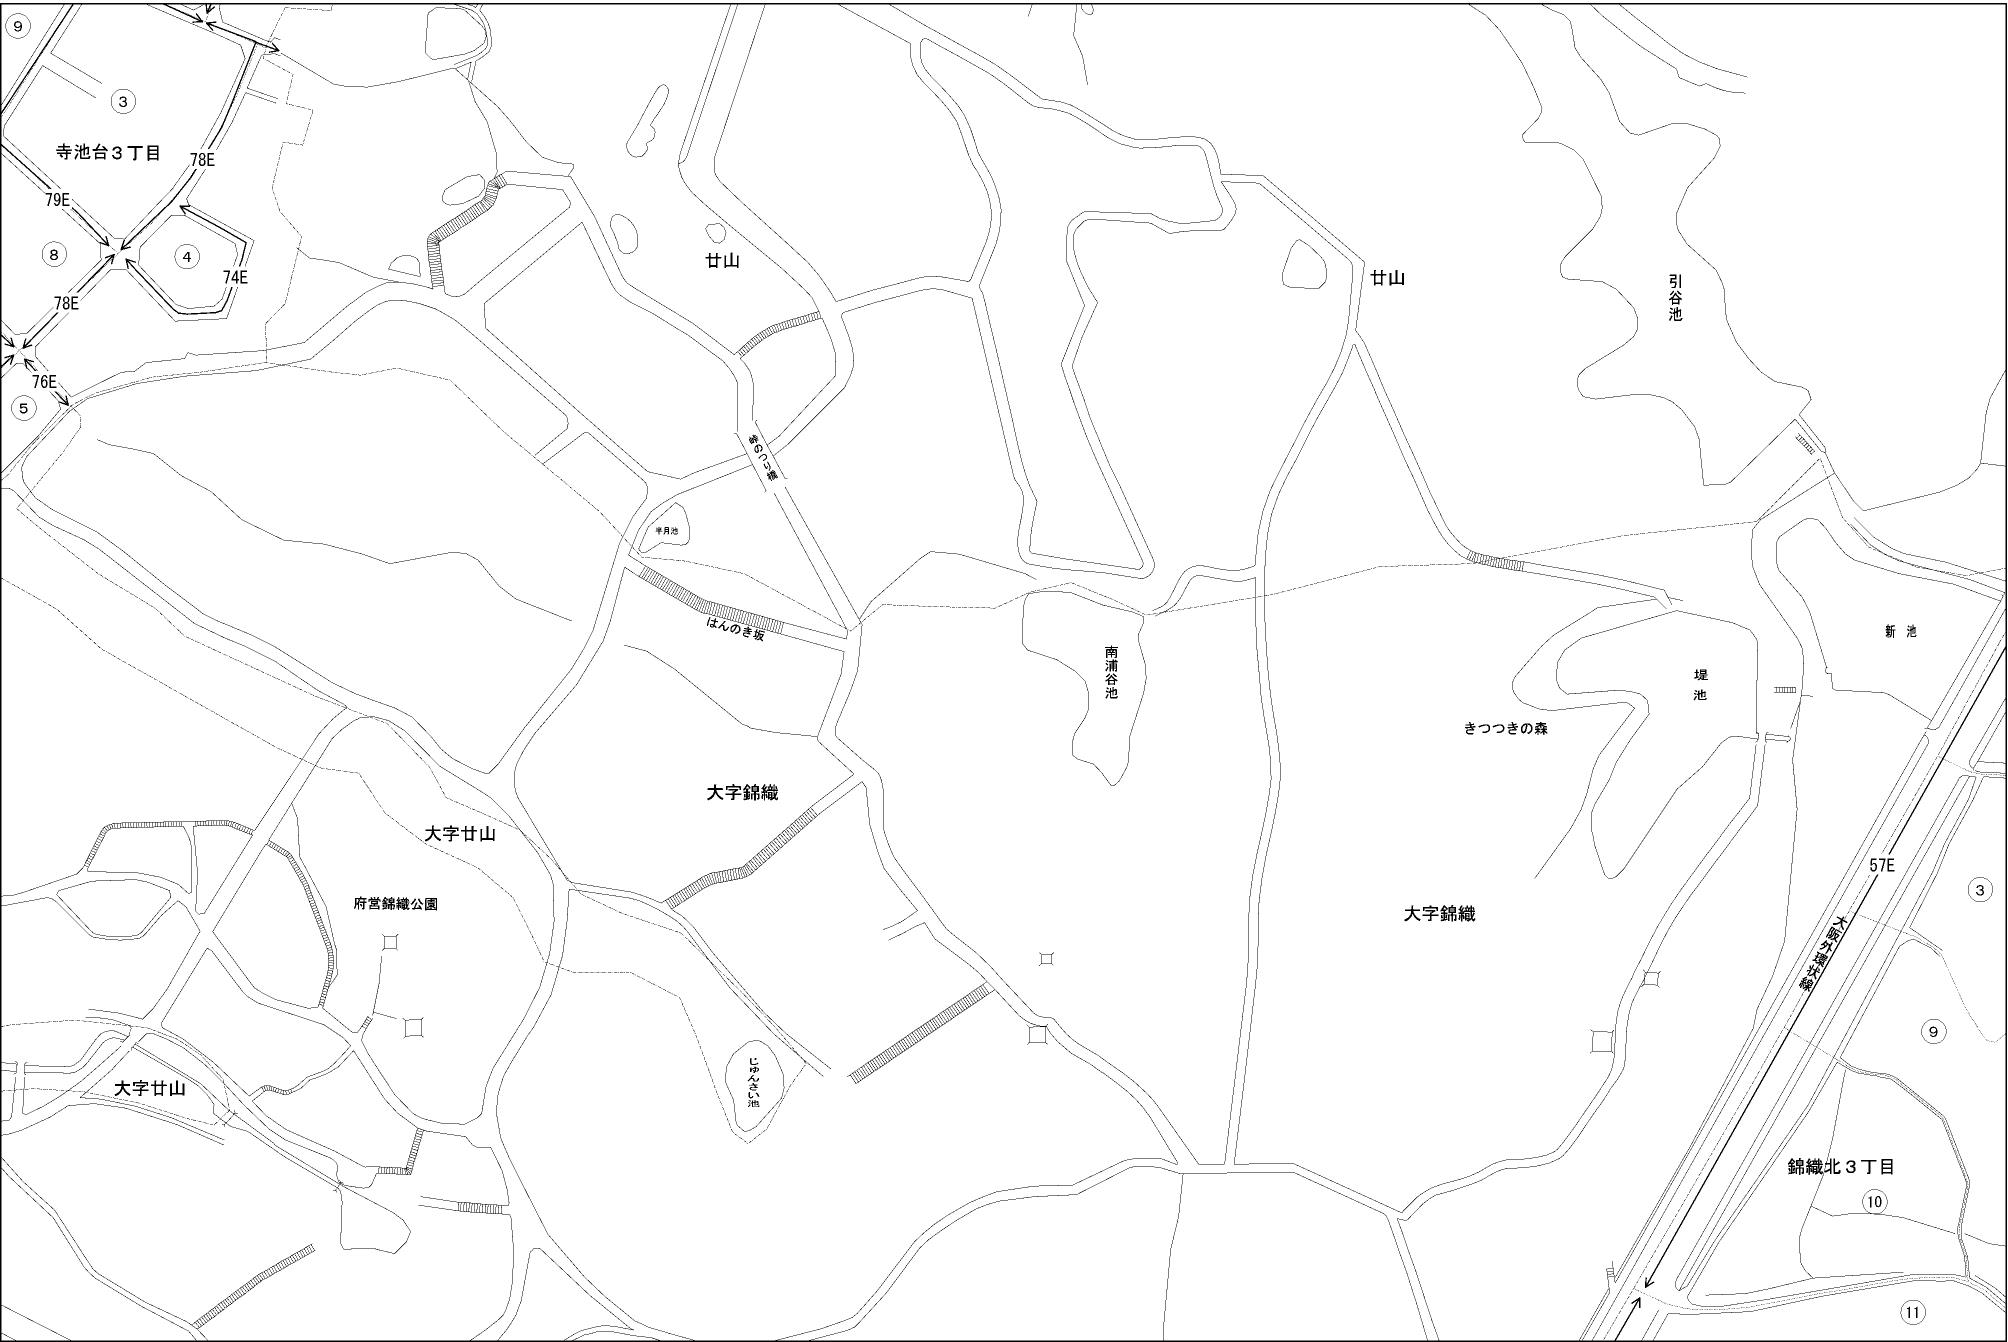 9
3
寺池台３丁目
78E
79E
8
4
74E
78E
76E
5
廿山
廿山
引谷池
峠のつり橋
半月池
はんのき坂
南浦谷池
新池
堤池
きつつきの森
大字錦織
大字廿山
府営錦織公園
大字錦織
57E
大阪外環状線
3
9
じゅんさい池
大字廿山
錦織北３丁目
10
11